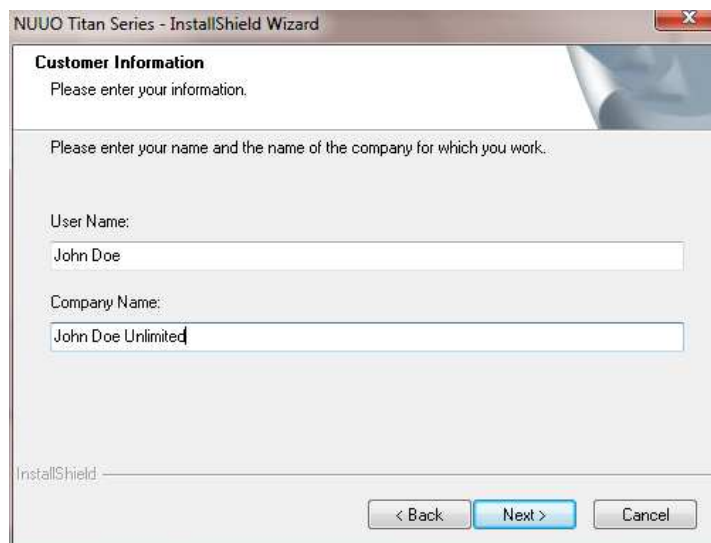 NUUO Titan Series - InstallShield Wizard
Customer Information
Please enter your information.
Please enter your name and the name of the company for which you work.
User Name:
John Doe
Company Name:
John Doe Unlimited
InstallShield
< Back Next > Cancel